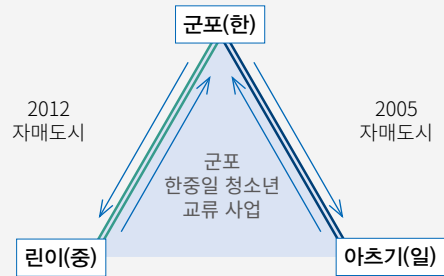 군포(한)
2012
자매도시
2005
자매도시
군포
한중일 청소년
교류 사업
린이(중)
아츠기(일)